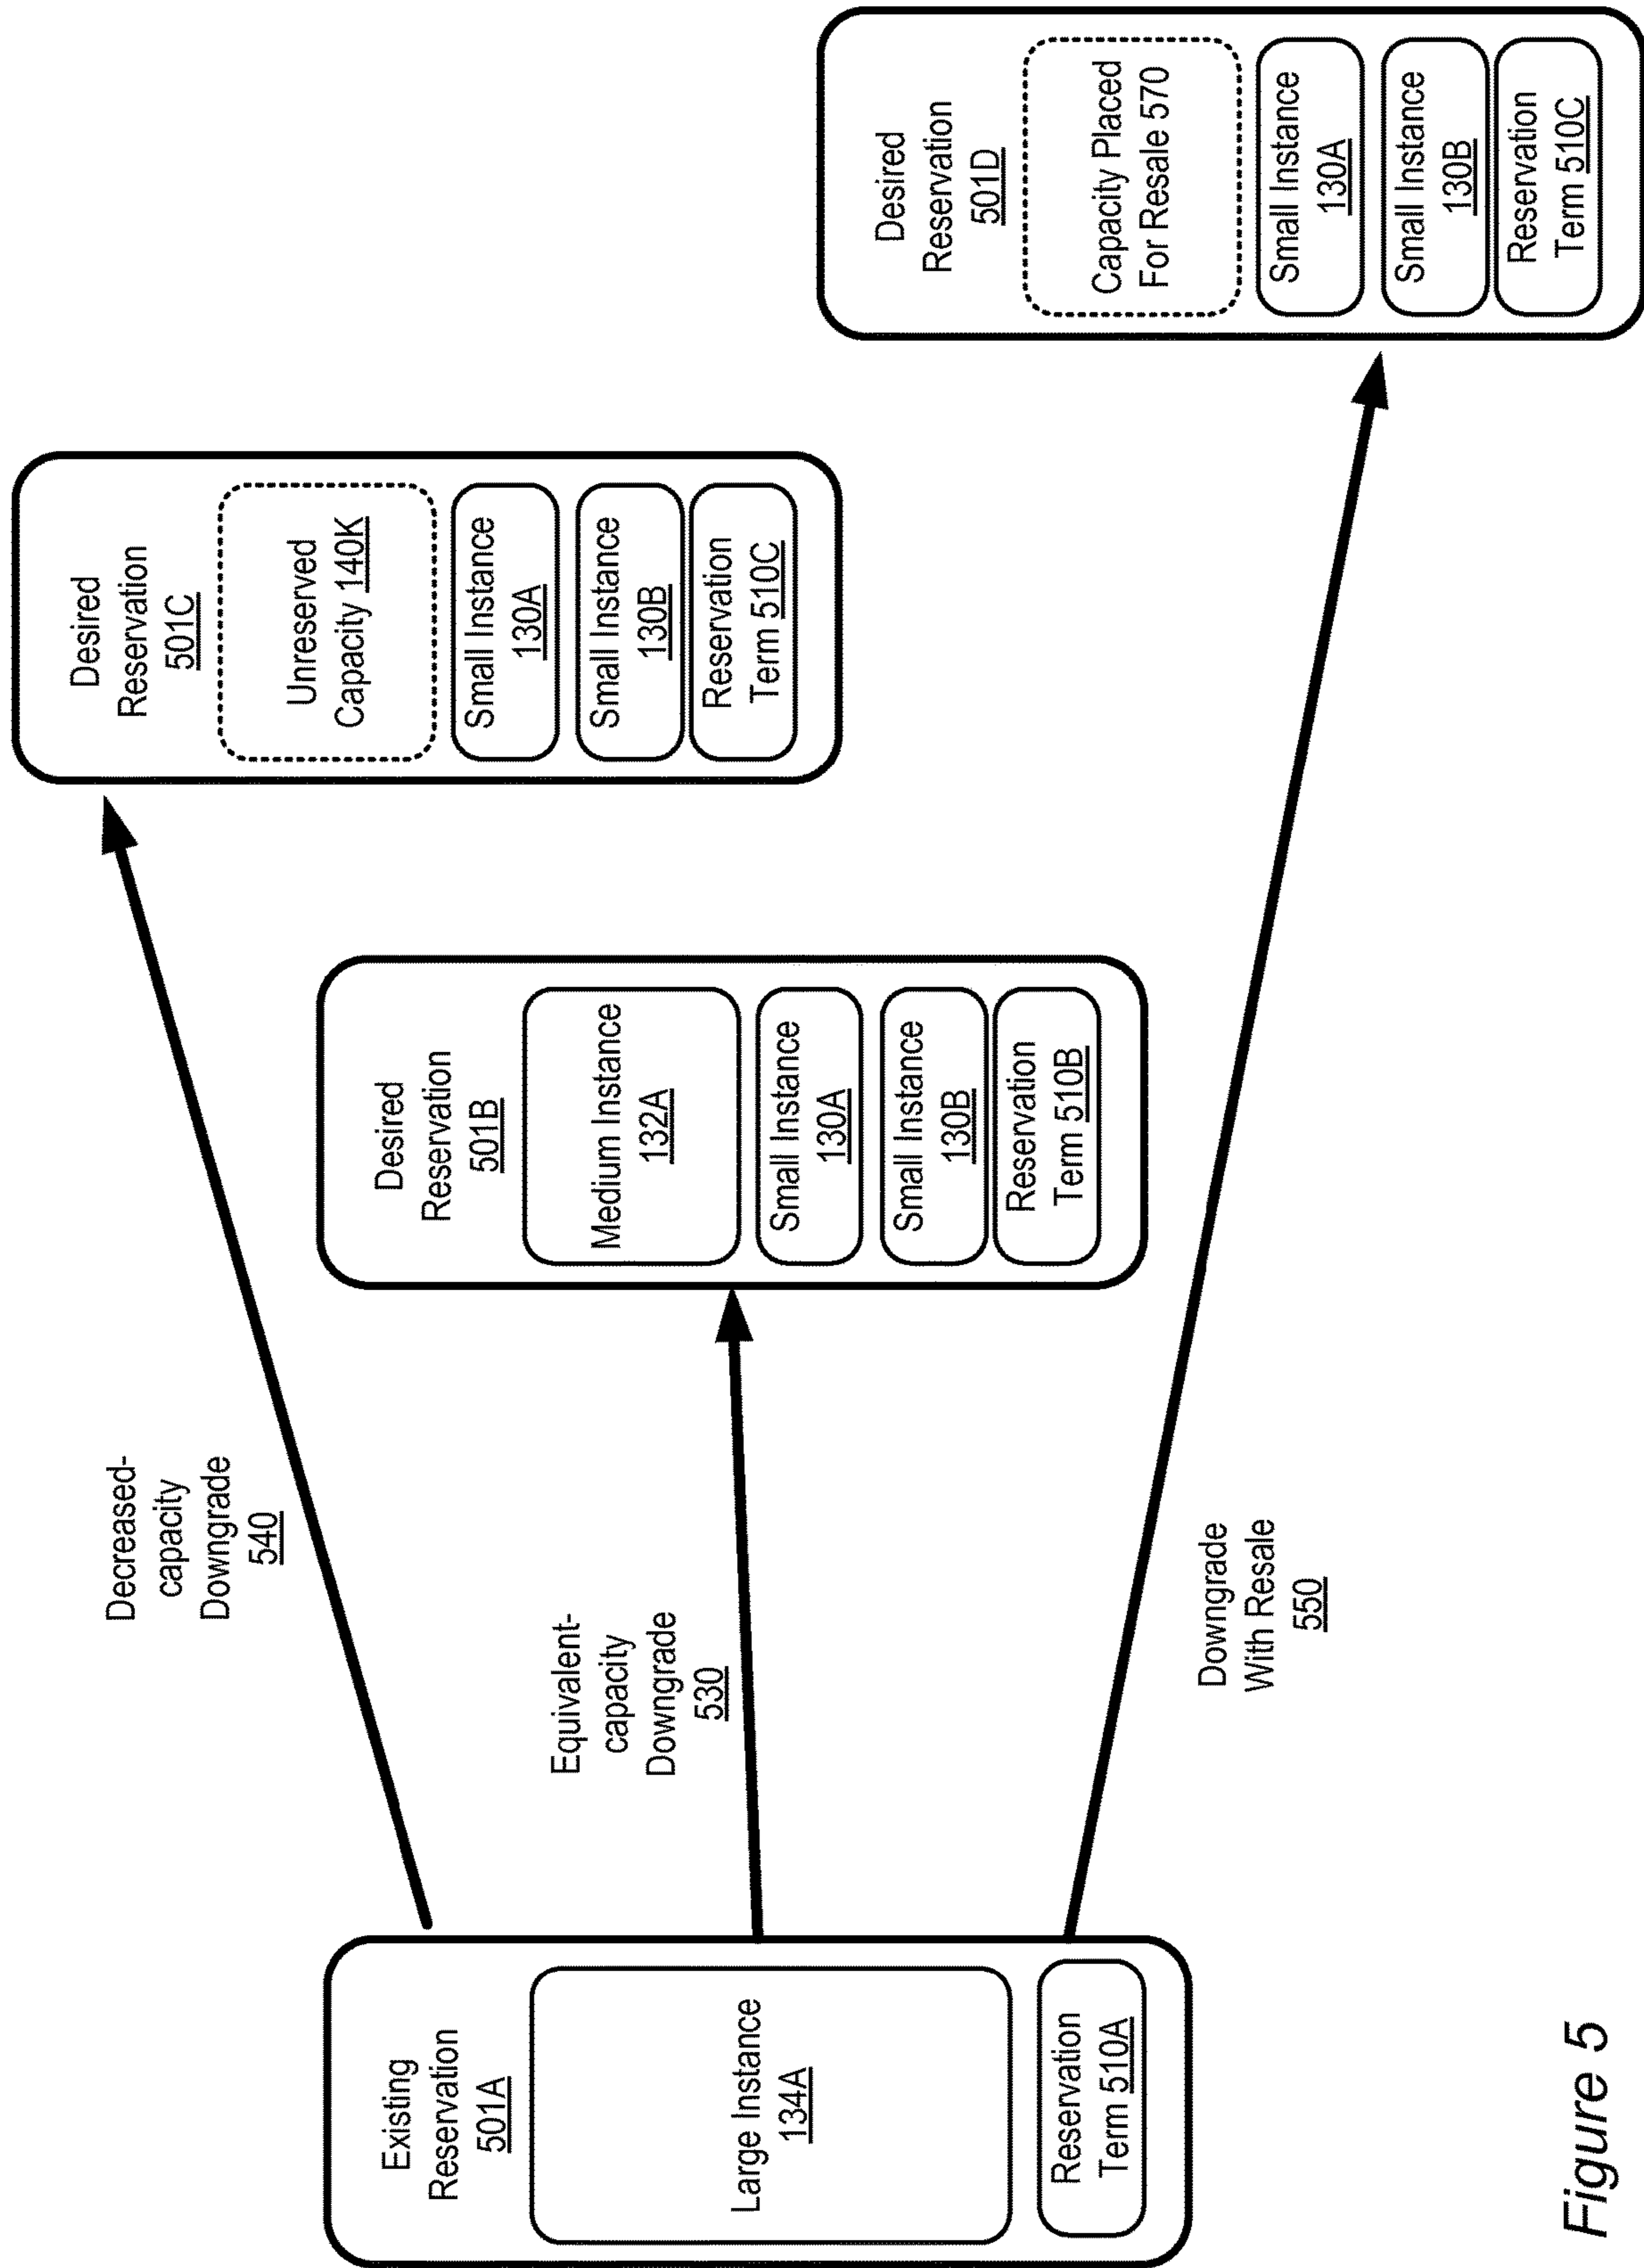 Existing
Reservation
501A
Large Instance
134A
Reservation
Term 510A
Decreased-
capacity
Downgrade
540
Equivalent-
capacity
Downgrade
530
Downgrade
With Resale
550
Desired
Reservation
501B
Medium Instance
132A
Small Instance
130A
Small Instance
130B
Reservation
Term 510B
Desired
Reservation
501C
Unreserved
Capacity 140K
Small Instance
130A
Small Instance
130B
Reservation
Term 510C
Desired
Reservation
501D
Capacity Placed
For Resale 570
Small Instance
130A
Small Instance
130B
Reservation
Term 510C
Figure 5